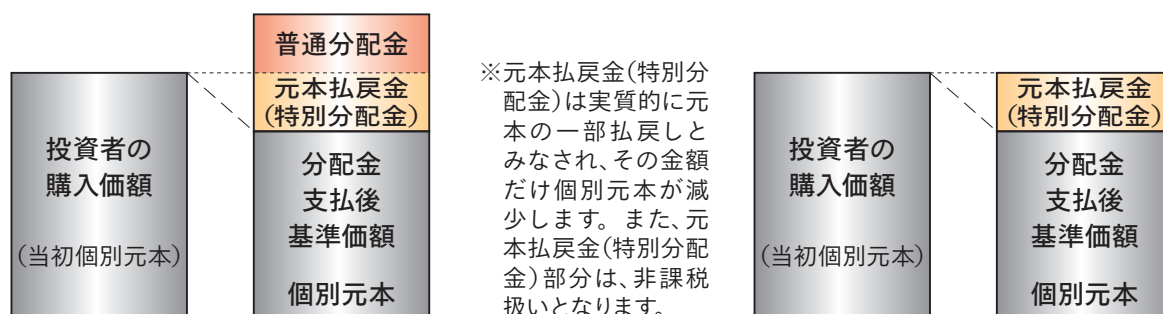 普通分配金
元本払戻金
(特別分配金)
投資者の
購入価額
(当初個別元本)
分配金
支払後
基準価額
個別元本
※元本払戻金(特別分
配金)は実質的に元
本の一部払戻しと
みなされ、その金額
だけ個別元本が減
少します。また、元
本払戻金(特別分配
金)部分は、非課税
扱いとなります。
投資者の
購入価額
(当初個別元本)
元本払戻金
(特別分配金)
分配金
支払後
基準価額
個別元本